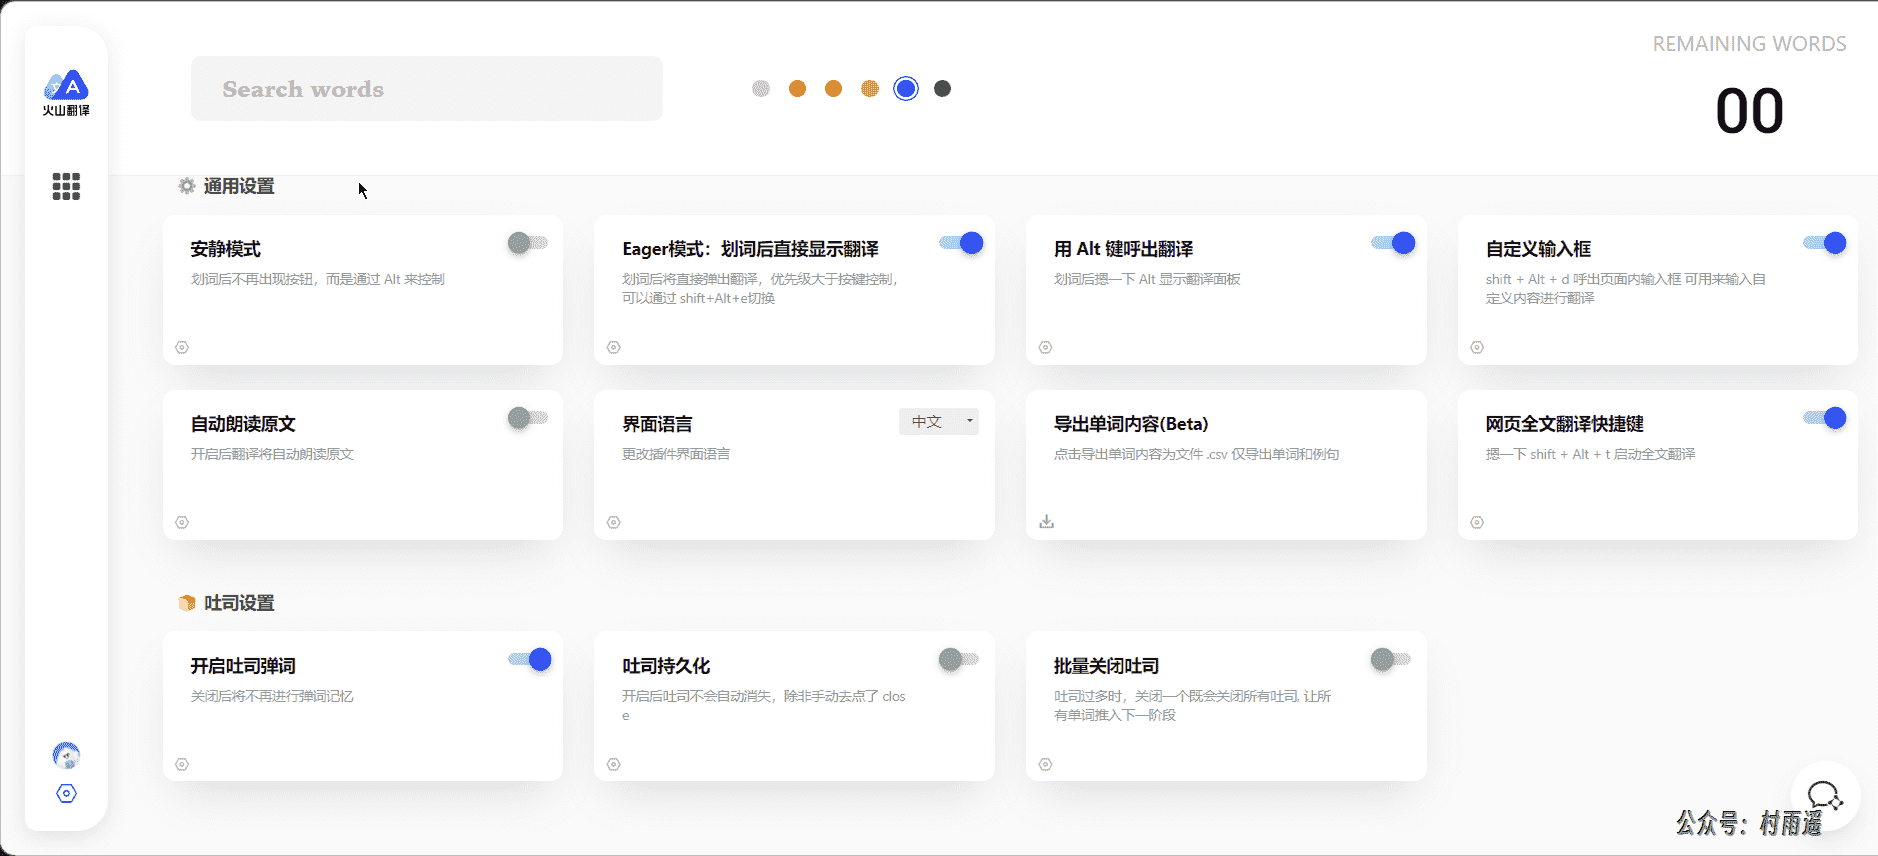 火山翻译
Search words
REMAINING WORDS
00
通用设置
安静模式
划词后不再出现按钮，而是通过 Alt 来控制
Eager模式：划词后直接显示翻译
划词后将直接弹出翻译，优先级大于按键控制，
可以通过 shift+Alt+e切换
用 Alt 键呼出翻译
划词后摁一下 Alt 显示翻译面板
自定义输入框
shift + Alt + d 呼出页面内输入框 可用来输入自
定义内容进行翻译
自动朗读原文
开启后翻译将自动朗读原文
界面语言
中文
更改插件界面语言
导出单词内容(Beta)
点击导出单词内容为文件 .csv 仅导出单词和例句
网页全文翻译快捷键
摁一下 shift + Alt + t 启动全文翻译
吐司设置
开启吐司弹词
关闭后将不再进行弹词记忆
吐司持久化
开启后吐司不会自动消失，除非手动去点了 clos
e
批量关闭吐司
吐司过多时，关闭一个既会关闭所有吐司, 让所
有单词推入下一阶段
公众号：村雨遥